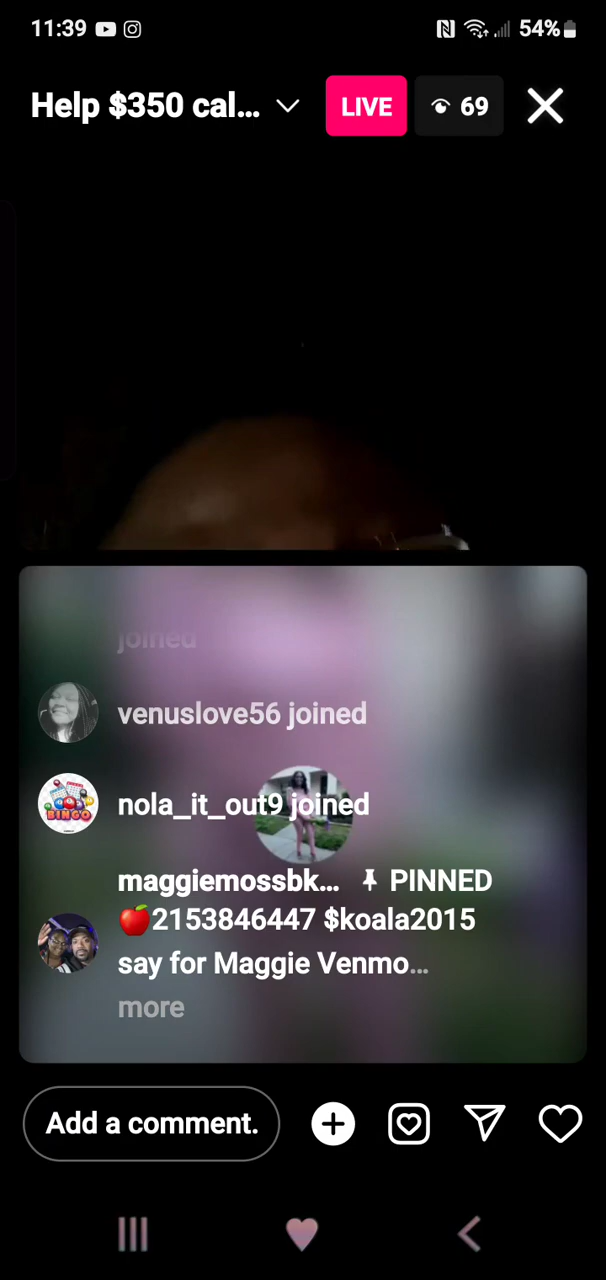 11:39
54%
Help $350 cal...
LIVE
69
joined
venuslove56 joined
BINGO
nola_it_out9 joined
maggiemossbk... PINNED
🍎2153846447 $koala2015
say for Maggie Venmo...
more
Add a comment.